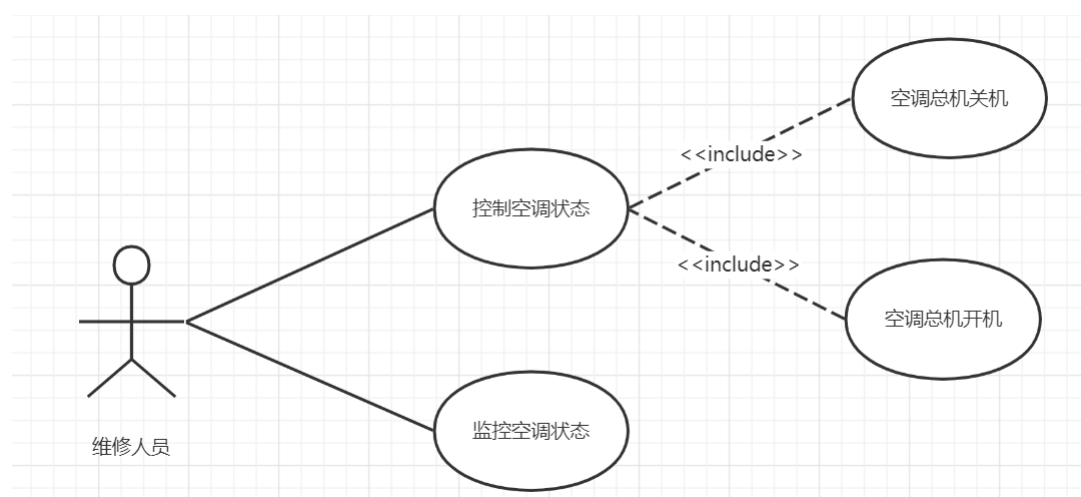 空调总机关机
<<include>>
控制空调状态
<<include>>
空调总机开机
监控空调状态
维修人员